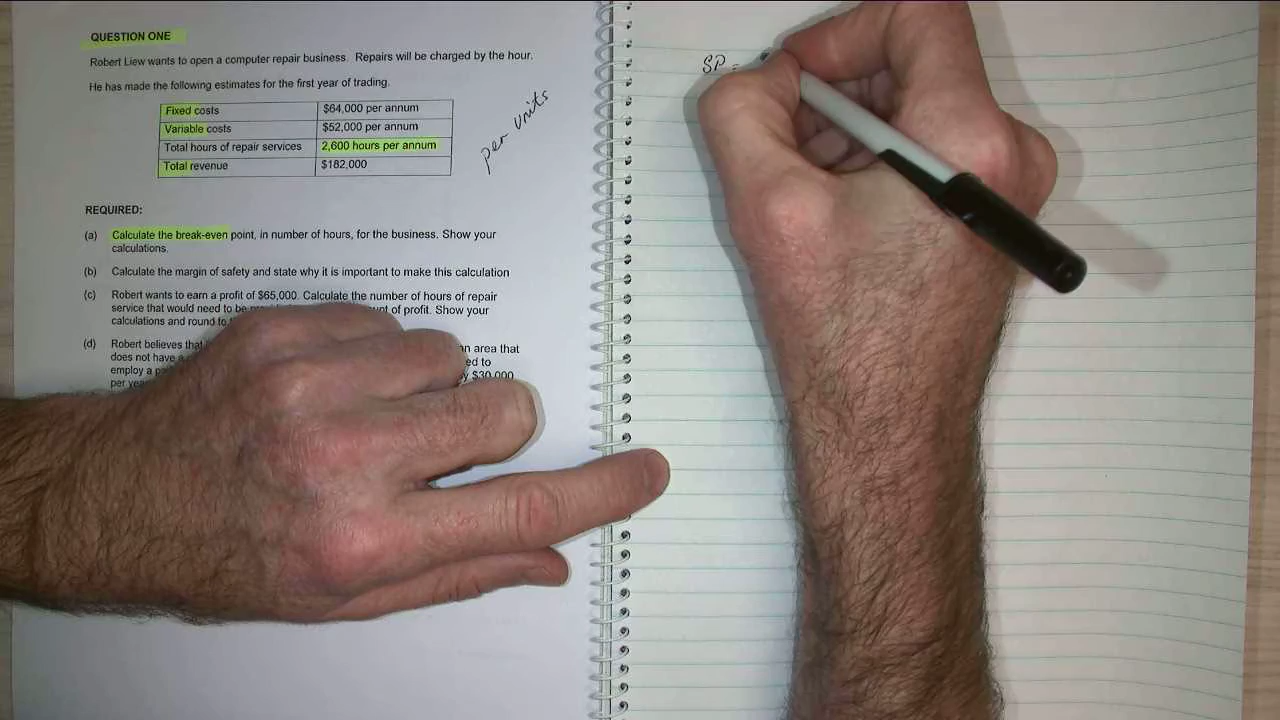 QUESTION ONE
Robert Liew wants to open a computer repair business. Repairs will be charged by the hour.
He has made the following estimates for the first year of trading.
Fixed costs $64,000 per annum
Variable costs $52,000 per annum
Total hours of repair services 2,600 hours per annum
Total revenue $182,000
per units
REQUIRED:
(a) Calculate the break-even point, in number of hours, for the business. Show your
calculations.
(b) Calculate the margin of safety and state why it is important to make this calculation
(c) Robert wants to earn a profit of $65,000. Calculate the number of hours of repair
service that would need to be of profit. Show your
calculations and round to
(d) Robert believes that an area that
does not have a ed to
employ a $30,000
per year
SP =